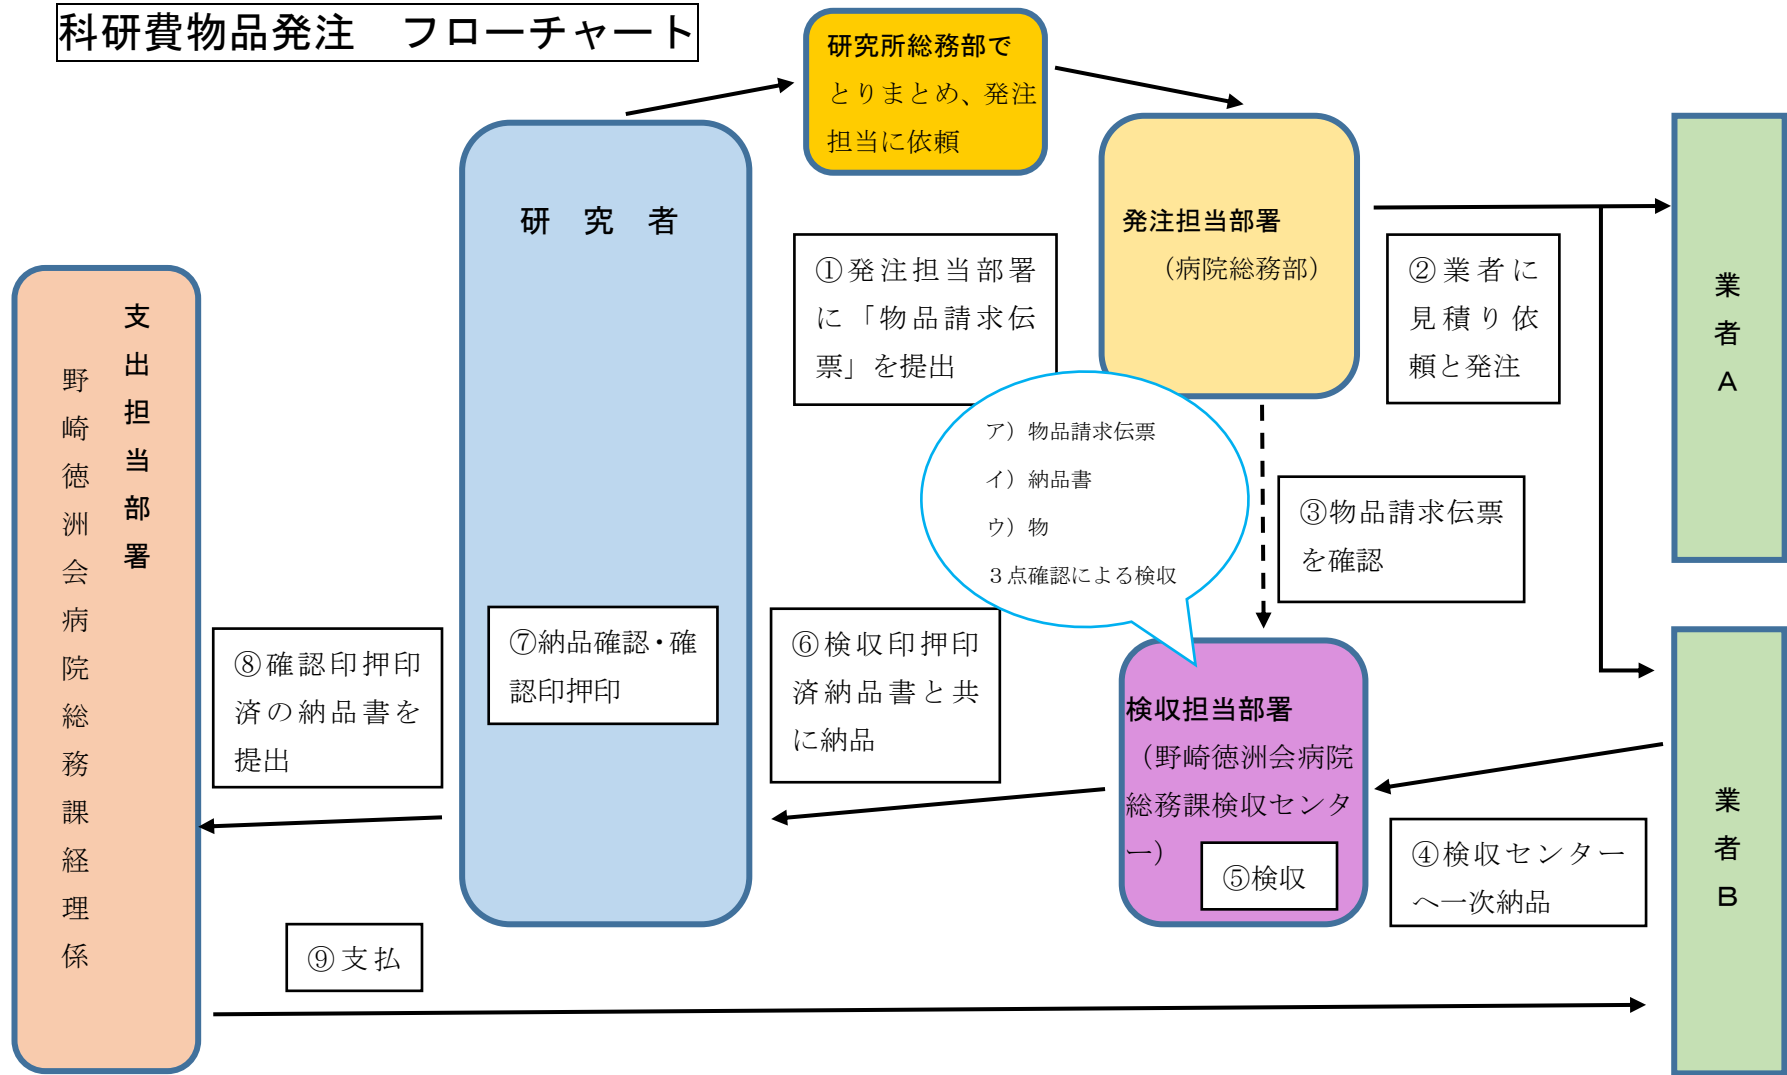 科研費物品発注　フローチャート
研究所総務部で
とりまとめ、発注
担当に依頼
研　究　者
発注担当部署
（病院総務部）
①発注担当部署
に「物品請求伝
票」を提出
②業者に
見積り依
頼と発注
業者A
支出担当部署
野崎徳洲会病院総務課経理係
ア）物品請求伝票
イ）納品書
ウ）物
３点確認による検収
③物品請求伝票
を確認
⑧確認印押印
済の納品書を
提出
⑦納品確認・確
認印押印
⑥検収印押印
済納品書と共
に納品
検収担当部署
（野崎徳洲会病院
総務課検収センタ
ー）
⑤検収
④検収センター
へ一次納品
業者B
⑨支払